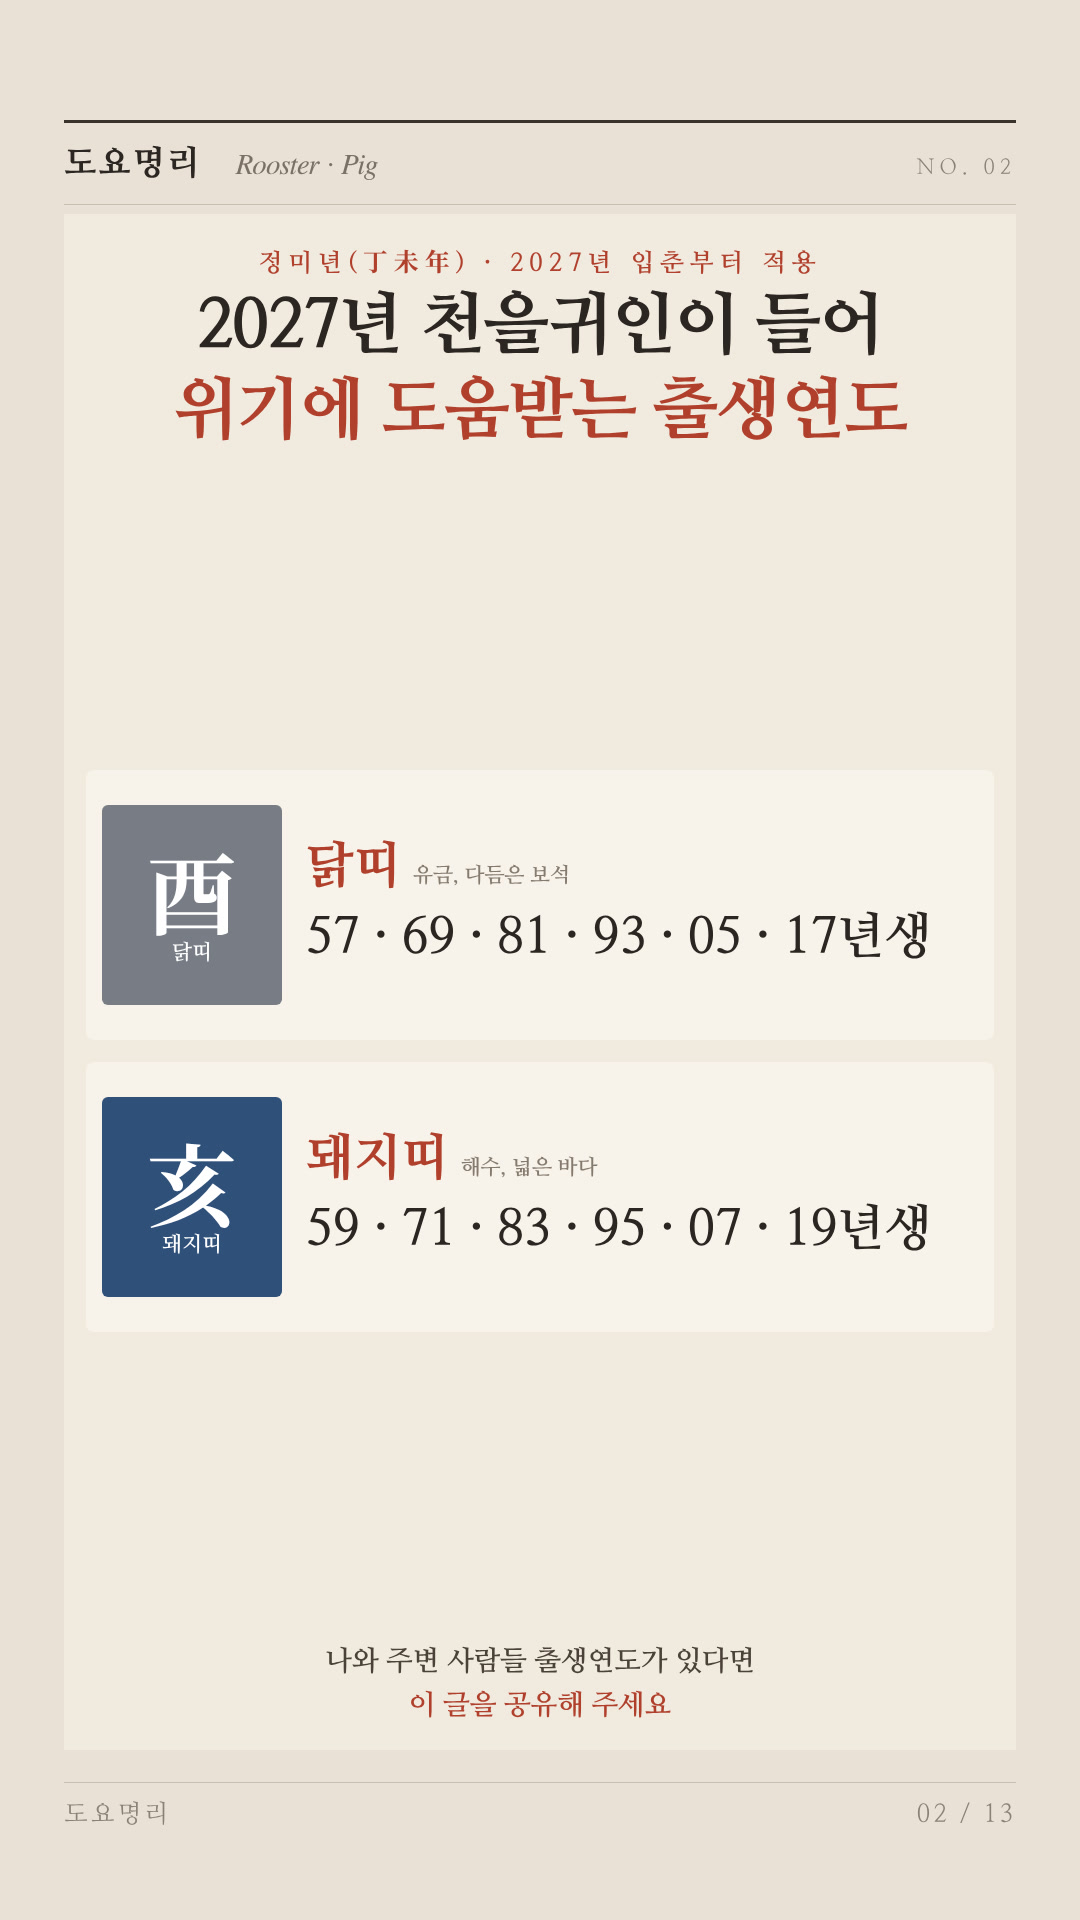 도요명리 Rooster · Pig NO. 02
정미년(丁未年) · 2027년 입춘부터 적용
2027년 천을귀인이 들어
위기에 도움받는 출생연도
酉
닭띠
닭띠 유금, 다듬은 보석
57 · 69 · 81 · 93 · 05 · 17년생
亥
돼지띠
돼지띠 해수, 넓은 바다
59 · 71 · 83 · 95 · 07 · 19년생
나와 주변 사람들 출생연도가 있다면
이 글을 공유해 주세요
도요명리 02 / 13